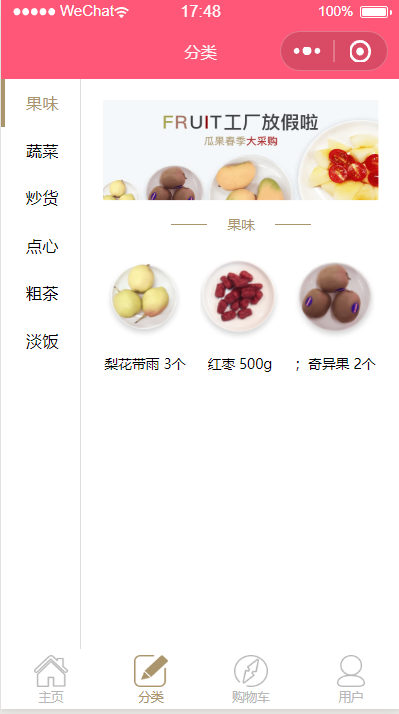 WeChat 17:48 100%
分类
果味
蔬菜
炒货
点心
粗茶
淡饭
FRUIT工厂放假啦
瓜果春季大采购
果味
梨花带雨 3个 红枣 500g ；奇异果 2个
主页 分类 购物车 用户